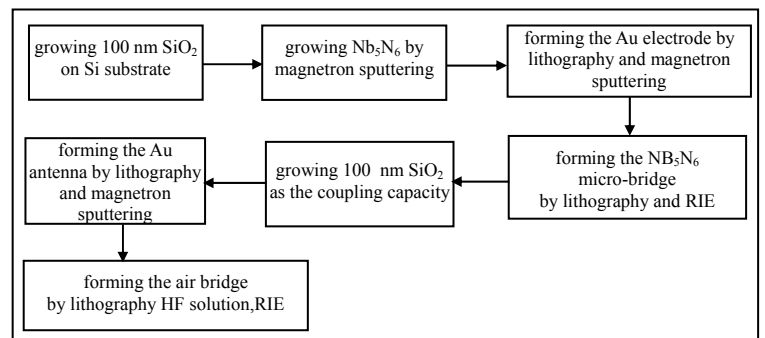 growing 100 nm SiO₂
on Si substrate
growing Nb₅N₆ by
magnetron sputtering
forming the Au electrode by
lithography and magnetron
sputtering
forming the NB₅N₆
micro-bridge
by lithography and RIE
growing 100 nm SiO₂
as the coupling capacity
forming the Au
antenna by lithography
and magnetron
sputtering
forming the air bridge
by lithography HF solution,RIE